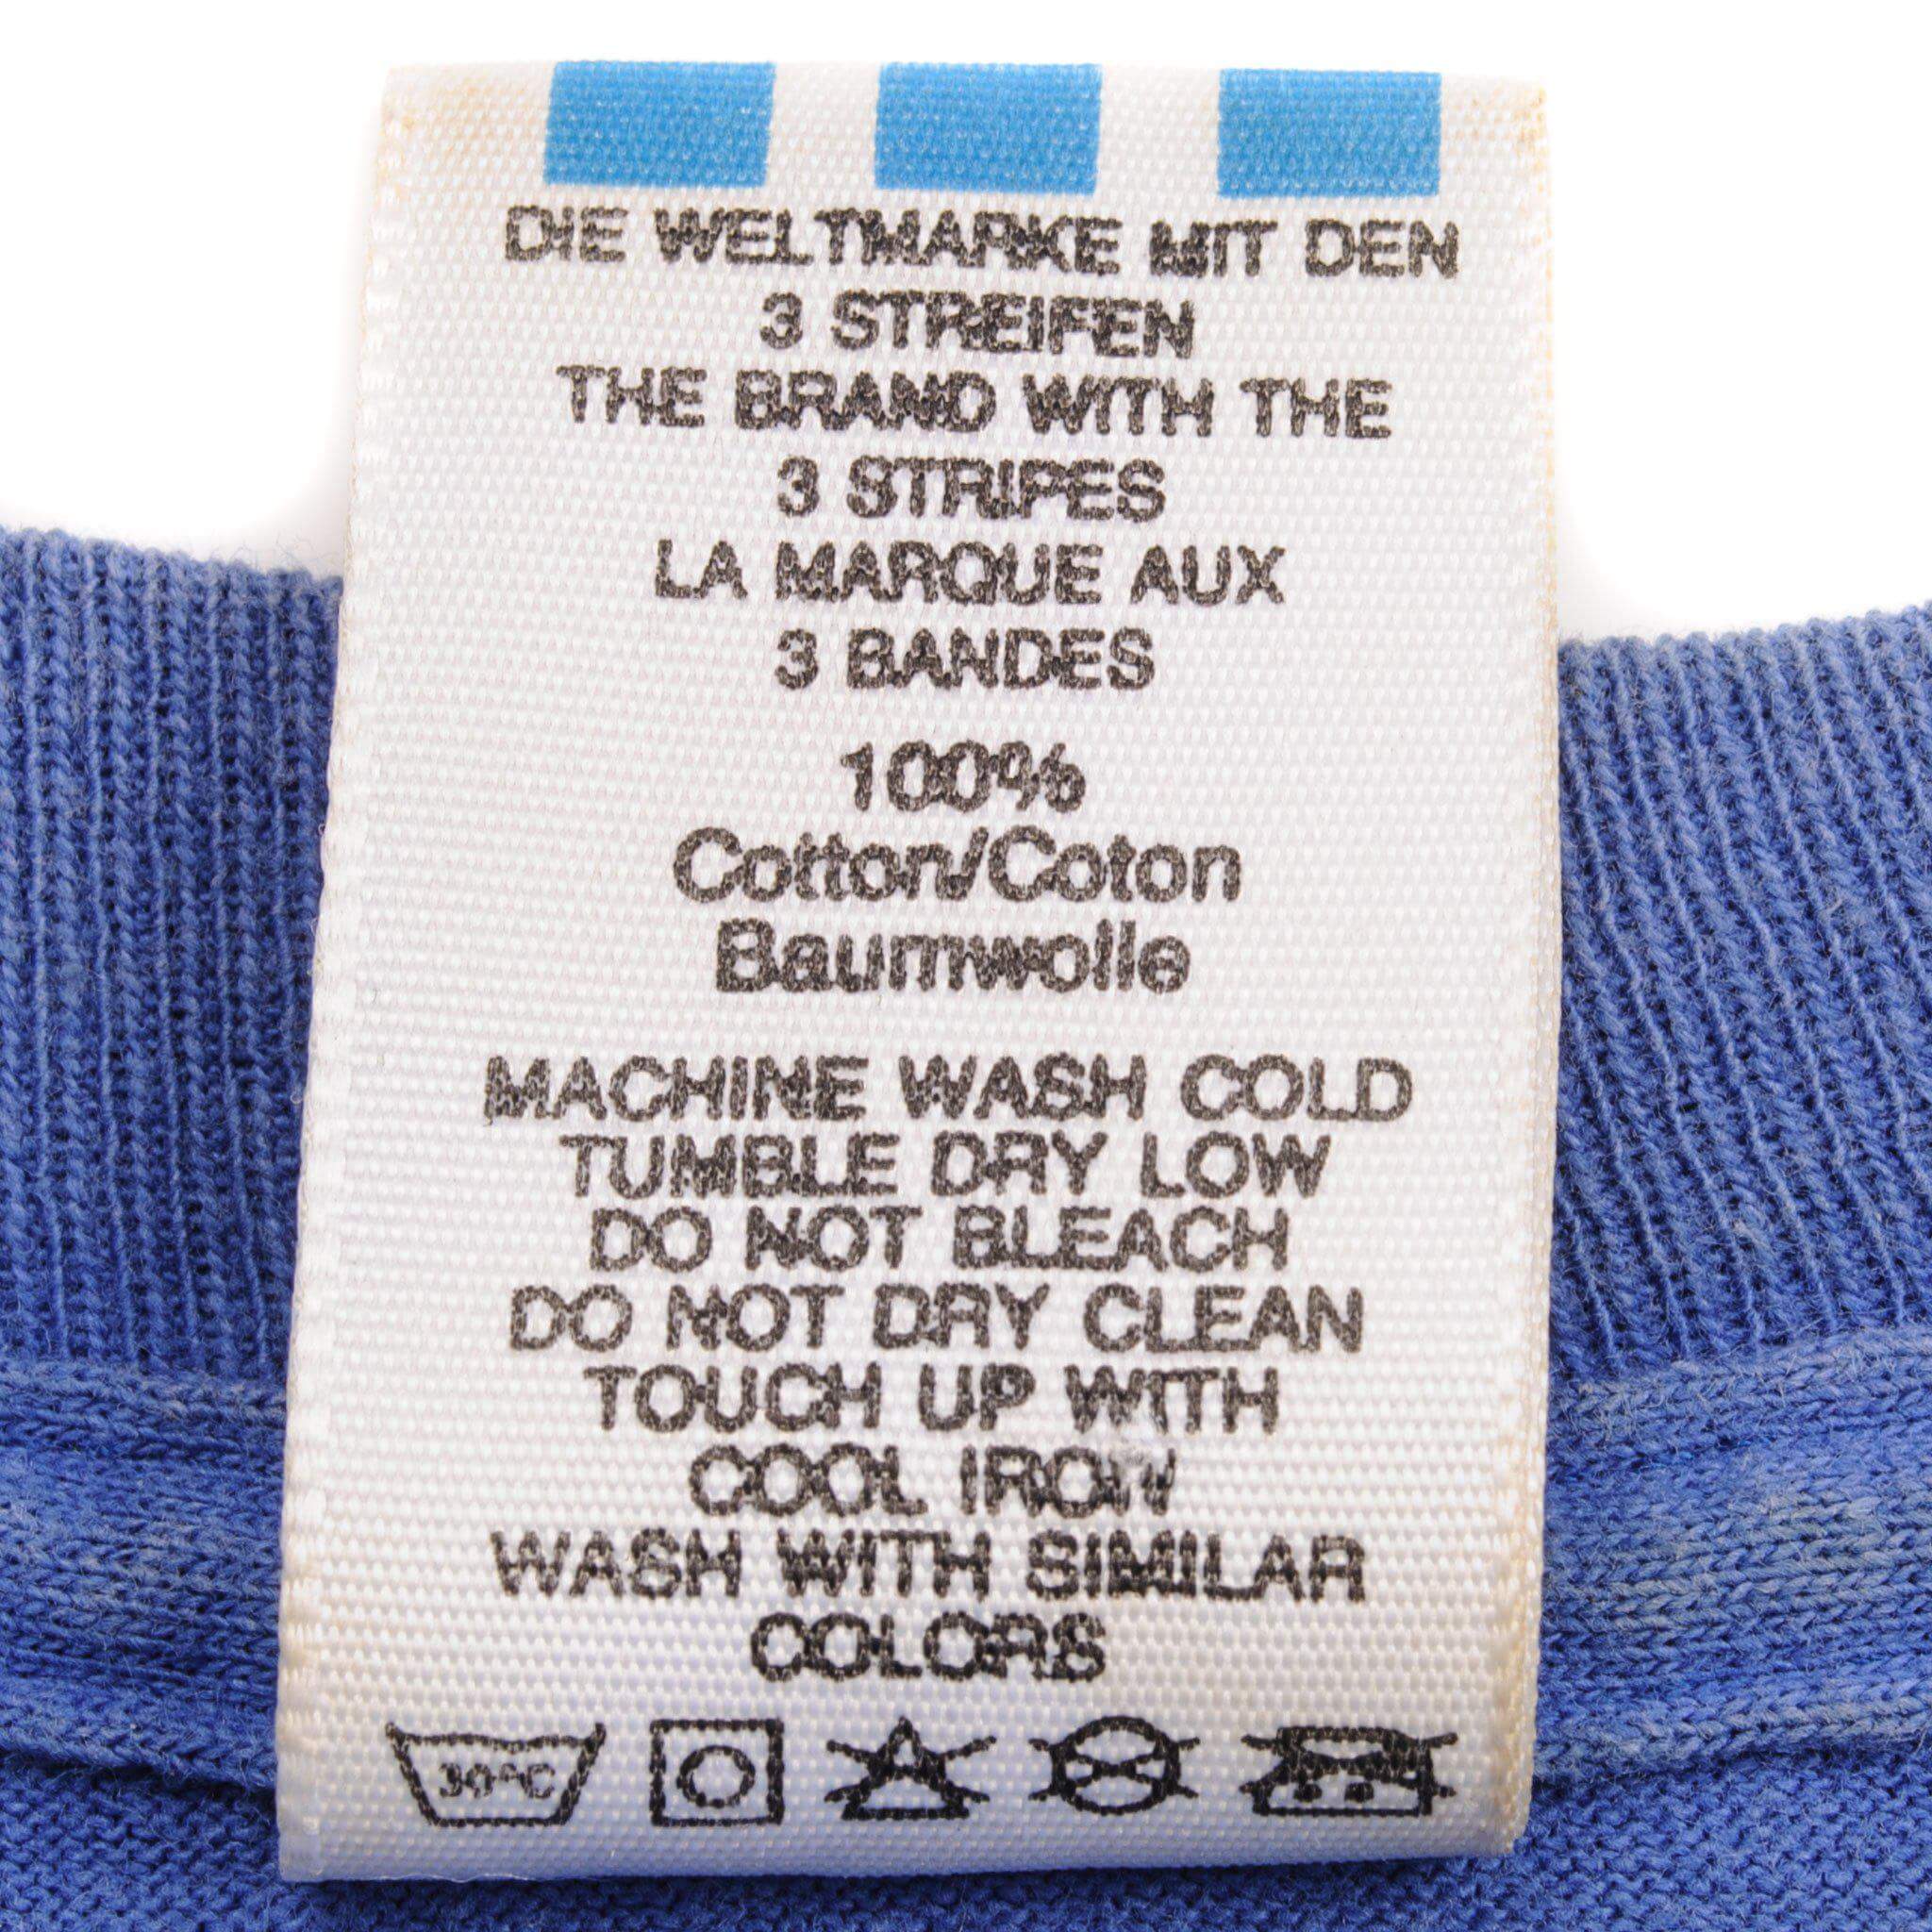 DIE WELTMARKE MIT DEN
3 STREIFEN
THE BRAND WITH THE
3 STRIPES
LA MARQUE AUX
3 BANDES
100%
Cotton/Coton
Baumwolle
MACHINE WASH COLD
TUMBLE DRY LOW
DO NOT BLEACH
DO NOT DRY CLEAN
TOUCH UP WITH
COOL IRON
WASH WITH SIMILAR
COLORS
30°C